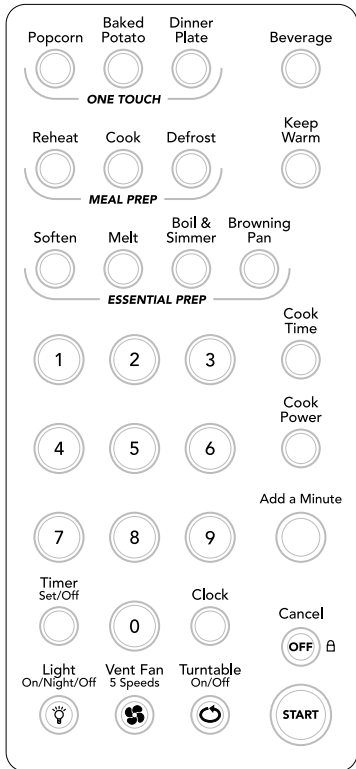 Popcorn
Baked
Potato
Dinner
Plate
Beverage
ONE TOUCH
Reheat
Cook
Defrost
Keep
Warm
MEAL PREP
Soften
Melt
Boil &
Simmer
Browning
Pan
ESSENTIAL PREP
Cook
Time
1
2
3
Cook
Power
4
5
6
Add a Minute
7
8
9
Timer
Set/Off
0
Clock
Cancel
OFF
Light
On/Night/Off
Vent Fan
5 Speeds
Turntable
On/Off
START